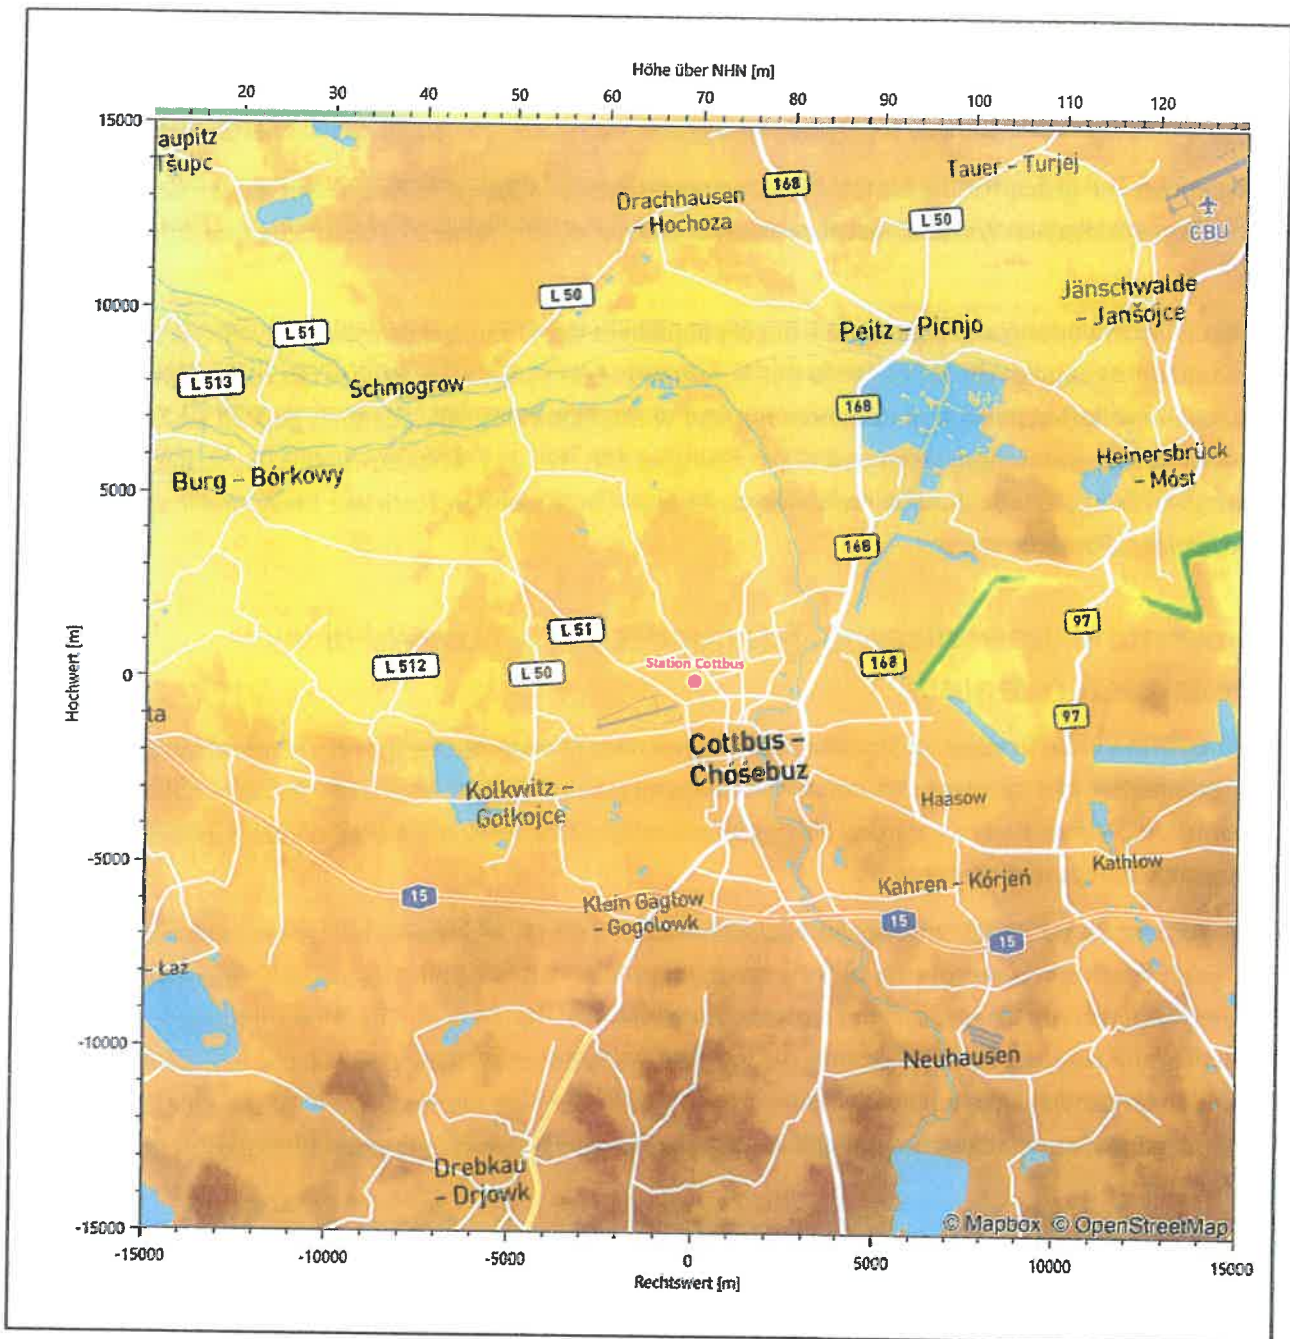 Höhe über NHN [m]
20 30 40 50 60 70 80 90 100 110 120
15000
10000
5000
0
-5000
-10000
-15000
Hochwert [m]
aupitz
Tšupc
168
Tauer – Turjej
Drachhausen
– Hochoza
L 50
CBU
L 50
Jänschwalde
– Janšojce
L 51
Peitz – Picnjo
L 513
Schmogrow
168
Heinersbrück
– Móst
Burg – Bórkowy
168
97
L 51
L 512
L 50
Station Cottbus
168
97
ta
Cottbus –
Chóśebuz
Kolkwitz –
Gołkojce
Haasow
Kathlow
15
Klein Gaglow
– Gogolowk
Kahren – Kórjeń
15
15
– Łaz
Neuhausen
Drebkau
– Drjowk
© Mapbox © OpenStreetMap
-15000 -10000 -5000 0 5000 10000 15000
Rechtswert [m]